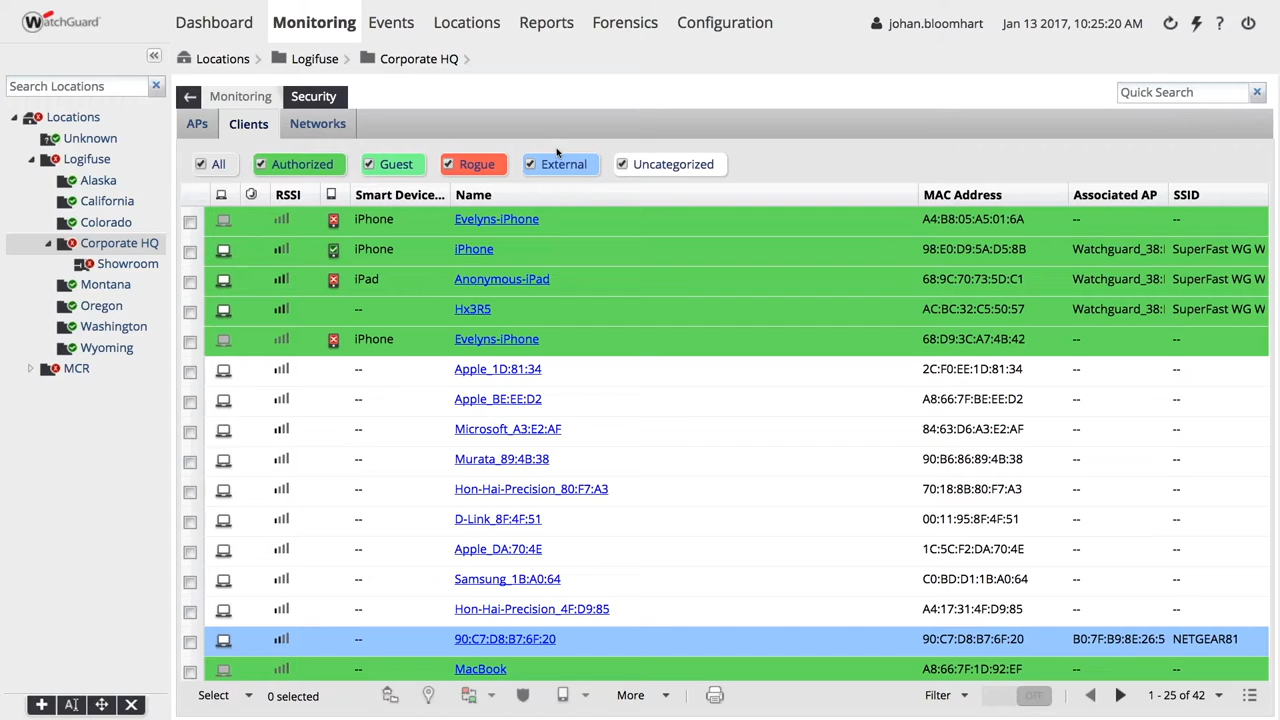 WatchGuard
Dashboard Monitoring Events Locations Reports Forensics Configuration johan.bloomhart Jan 13 2017, 10:25:20 AM ?
Locations Logifuse Corporate HQ
Search Locations
Locations
Unknown
Logifuse
Alaska
California
Colorado
Corporate HQ
Showroom
Montana
Oregon
Washington
Wyoming
MCR
Monitoring Security Quick Search
APs Clients Networks
All Authorized Guest Rogue External Uncategorized
RSSI Smart Device... Name MAC Address Associated AP SSID
iPhone Evelyns-iPhone A4:B8:05:A5:01:6A -- --
iPhone iPhone 98:E0:D9:5A:D5:8B Watchguard_38:I SuperFast WG W
iPad Anonymous-iPad 68:9C:70:73:5D:C1 Watchguard_38:I SuperFast WG W
-- Hx3R5 AC:BC:32:C5:50:57 Watchguard_38:I SuperFast WG W
iPhone Evelyns-iPhone 68:D9:3C:A7:4B:42 -- --
-- Apple_1D:81:34 2C:F0:EE:1D:81:34 -- --
-- Apple_BE:EE:D2 A8:66:7F:BE:EE:D2 -- --
-- Microsoft_A3:E2:AF 84:63:D6:A3:E2:AF -- --
-- Murata_89:4B:38 90:B6:86:89:4B:38 -- --
-- Hon-Hai-Precision_80:F7:A3 70:18:8B:80:F7:A3 -- --
-- D-Link_8F:4F:51 00:11:95:8F:4F:51 -- --
-- Apple_DA:70:4E 1C:5C:F2:DA:70:4E -- --
-- Samsung_1B:A0:64 C0:BD:D1:1B:A0:64 -- --
-- Hon-Hai-Precision_4F:D9:85 A4:17:31:4F:D9:85 -- --
-- 90:C7:D8:B7:6F:20 90:C7:D8:B7:6F:20 B0:7F:B9:8E:26:5 NETGEAR81
-- MacBook A8:66:7F:1D:92:EF -- --
Select 0 selected More Filter OFF 1 - 25 of 42